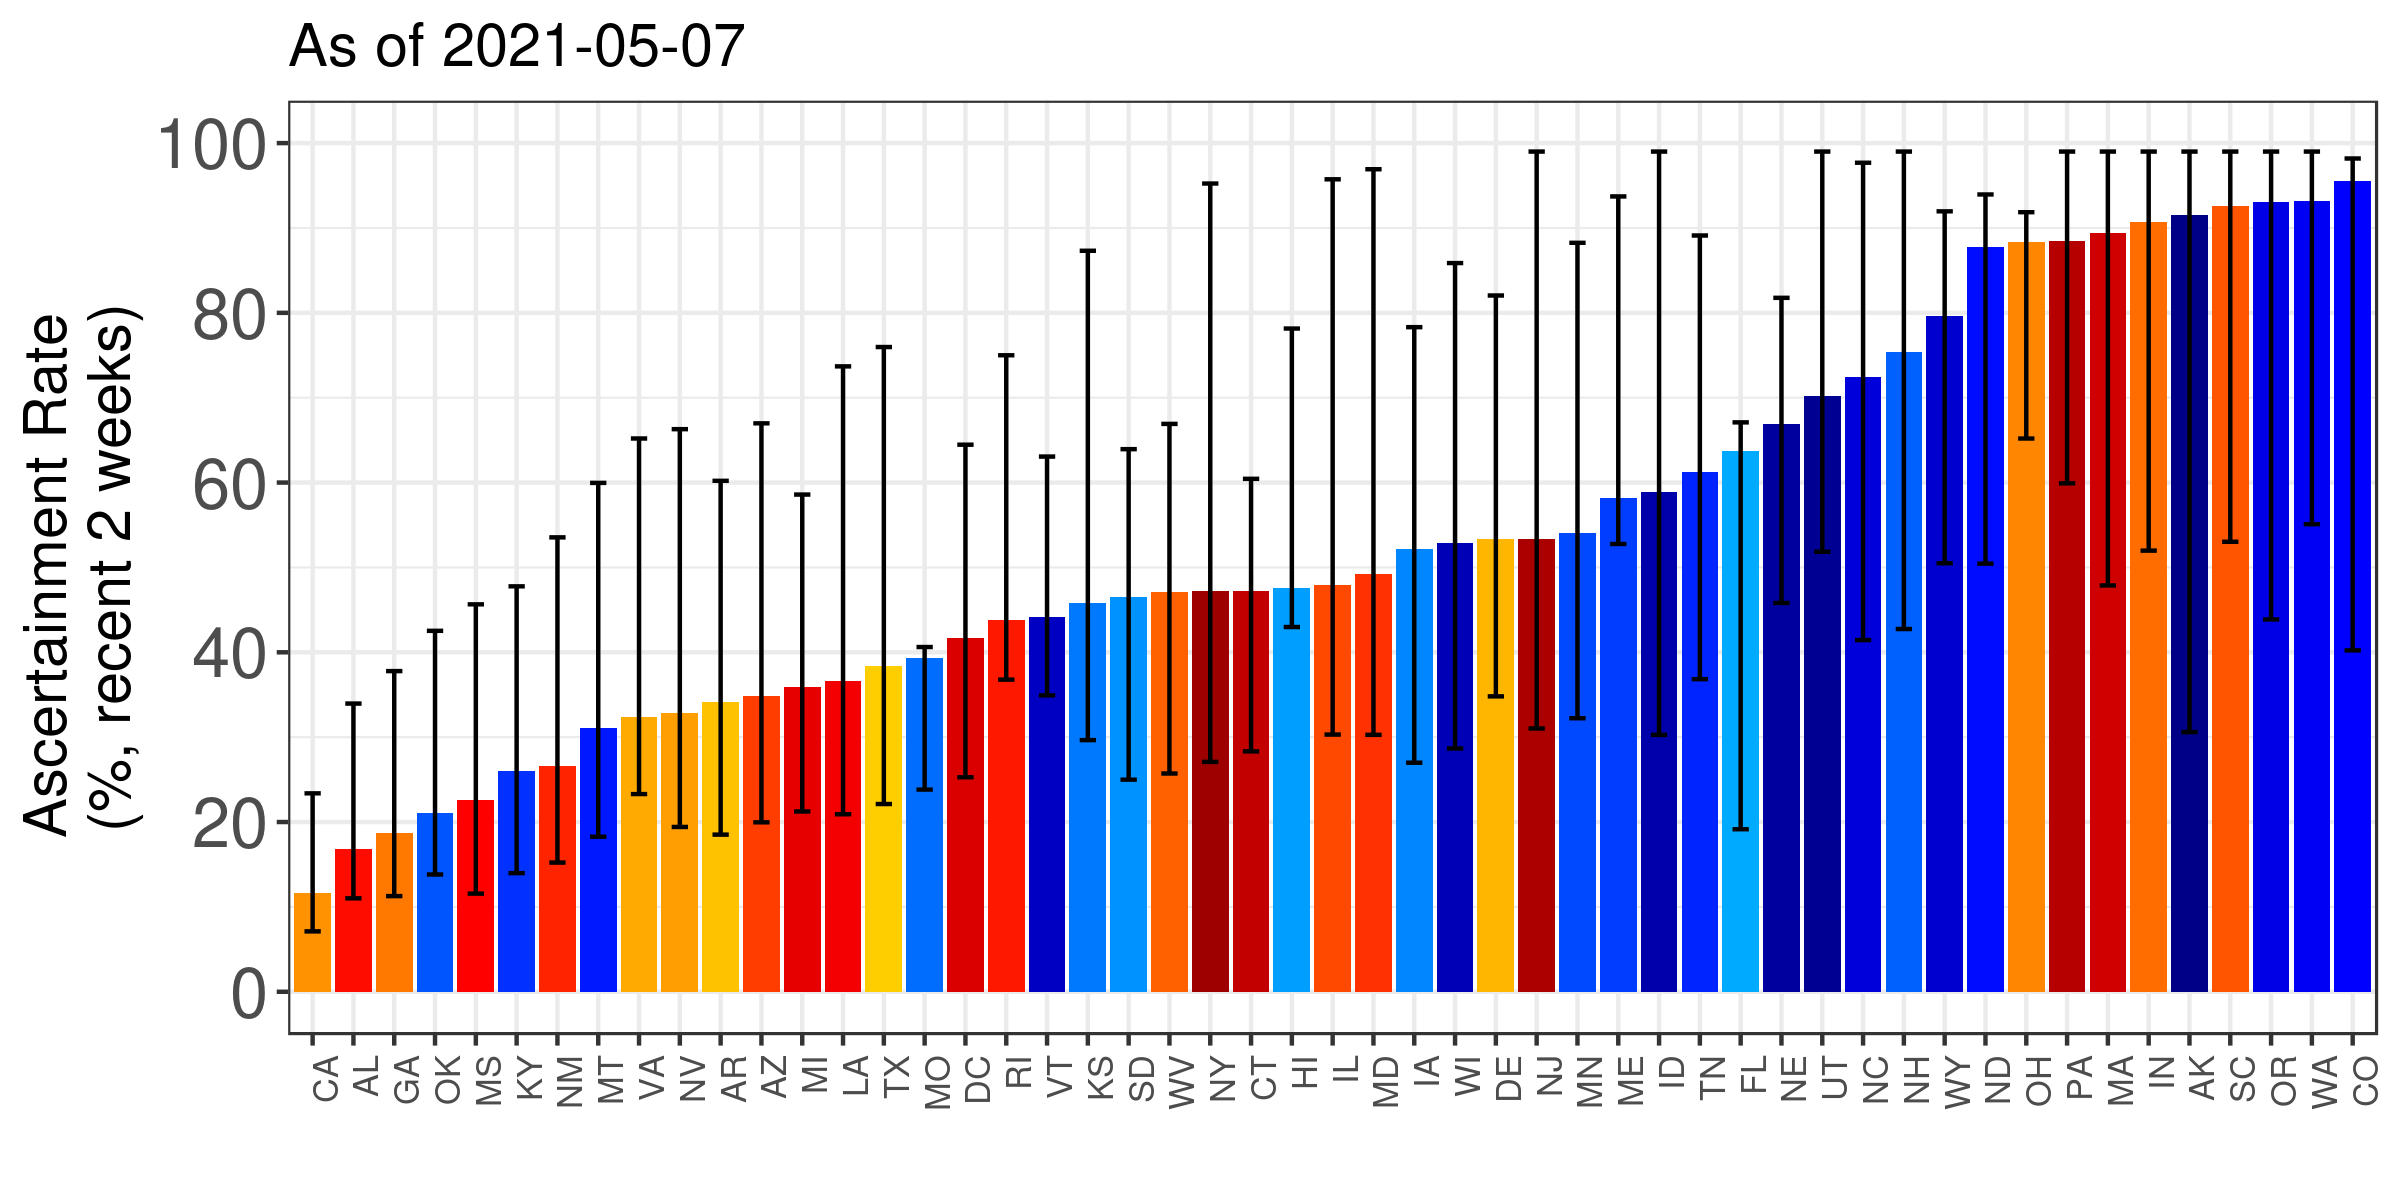 As of 2021-05-07
Ascertainment Rate
(%, recent 2 weeks)
100
80
60
40
20
0
CA AL GA OK MS KY NM MT VA NV AR AZ MI LA TX MO DC RI VT KS SD WV NY CT HI IL MD IA WI DE NJ MN ME ID TN FL NE UT NC NH WY ND OH PA MA IN AK SC OR WA CO